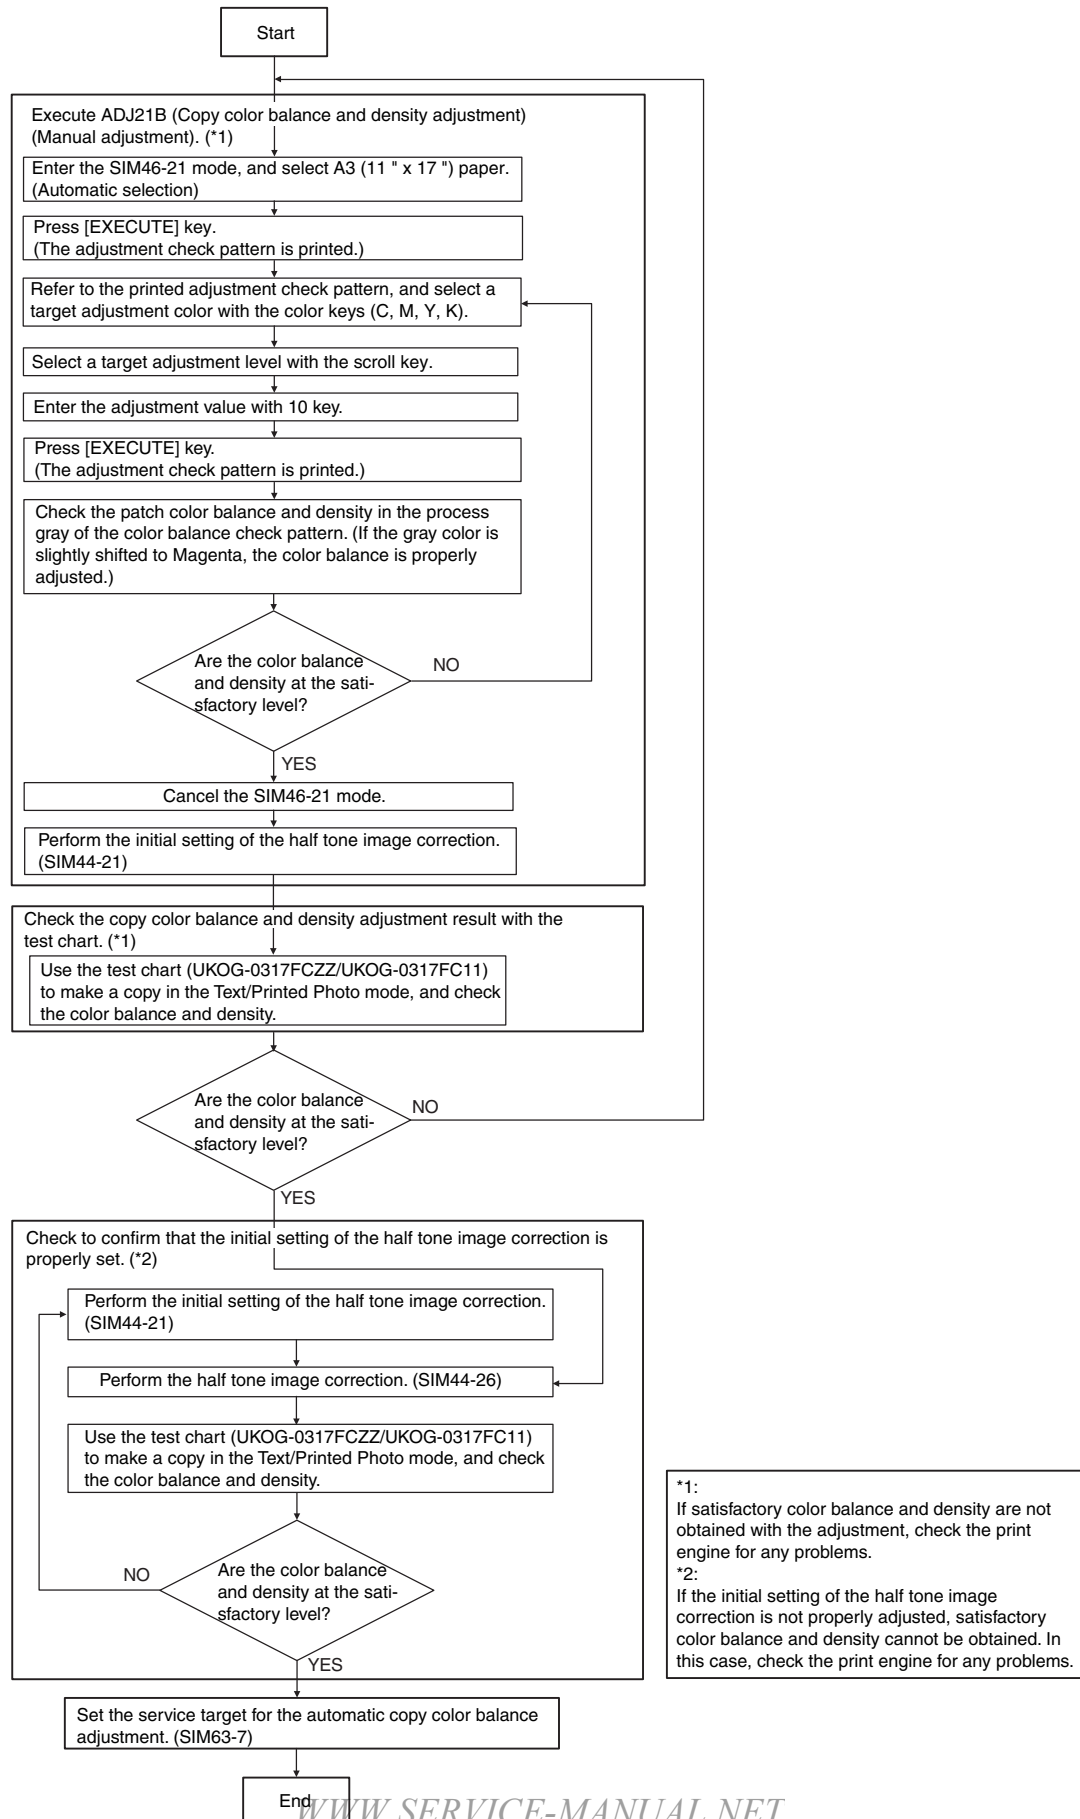 Start
Execute ADJ21B (Copy color balance and density adjustment)
(Manual adjustment). (*1)
Enter the SIM46-21 mode, and select A3 (11 " x 17 ") paper.
(Automatic selection)
Press [EXECUTE] key.
(The adjustment check pattern is printed.)
Refer to the printed adjustment check pattern, and select a
target adjustment color with the color keys (C, M, Y, K).
Select a target adjustment level with the scroll key.
Enter the adjustment value with 10 key.
Press [EXECUTE] key.
(The adjustment check pattern is printed.)
Check the patch color balance and density in the process
gray of the color balance check pattern. (If the gray color is
slightly shifted to Magenta, the color balance is properly
adjusted.)
Are the color balance
and density at the sati-
sfactory level?
NO
YES
Cancel the SIM46-21 mode.
Perform the initial setting of the half tone image correction.
(SIM44-21)
Check the copy color balance and density adjustment result with the
test chart. (*1)
Use the test chart (UKOG-0317FCZZ/UKOG-0317FC11)
to make a copy in the Text/Printed Photo mode, and check
the color balance and density.
Are the color balance
and density at the sati-
sfactory level?
NO
YES
Check to confirm that the initial setting of the half tone image correction is
properly set. (*2)
Perform the initial setting of the half tone image correction.
(SIM44-21)
Perform the half tone image correction. (SIM44-26)
Use the test chart (UKOG-0317FCZZ/UKOG-0317FC11)
to make a copy in the Text/Printed Photo mode, and check
the color balance and density.
Are the color balance
and density at the sati-
sfactory level?
NO
YES
*1:
If satisfactory color balance and density are not
obtained with the adjustment, check the print
engine for any problems.
*2:
If the initial setting of the half tone image
correction is not properly adjusted, satisfactory
color balance and density cannot be obtained. In
this case, check the print engine for any problems.
Set the service target for the automatic copy color balance
adjustment. (SIM63-7)
End
WWW.SERVICE-MANUAL.NET